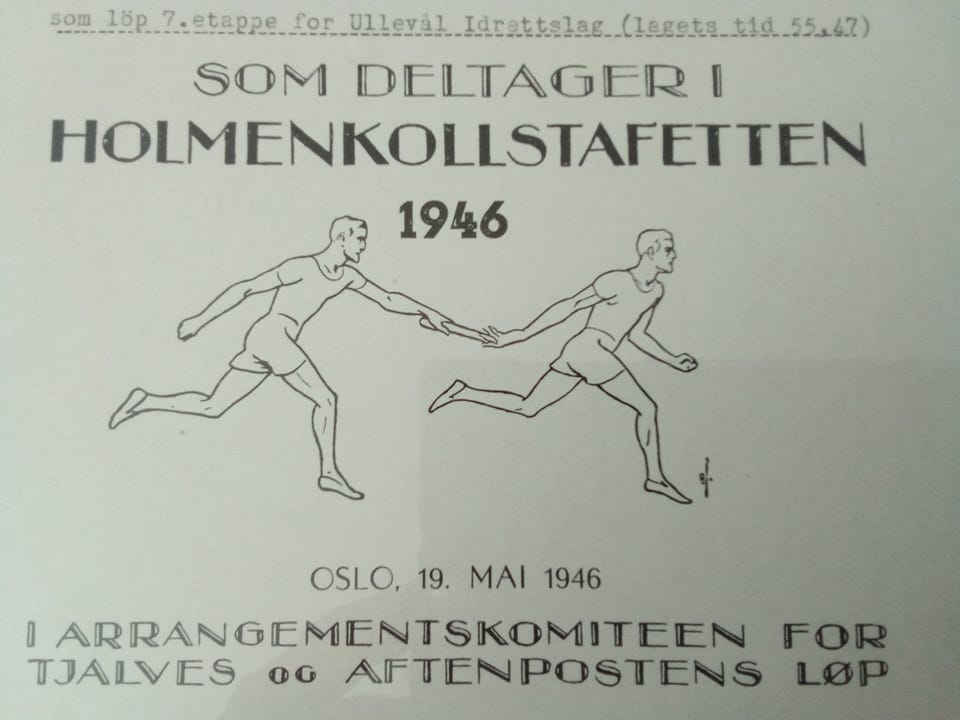 som löp 7.etappe for Ullevål Idrettslag (lagets tid 55,47)
SOM DELTAGER I
HOLMENKOLLSTAFETTEN
1946
OSLO, 19. MAI 1946
I ARRANGEMENTSKOMITEEN FOR
TJALVES OG AFTENPOSTENS LØP